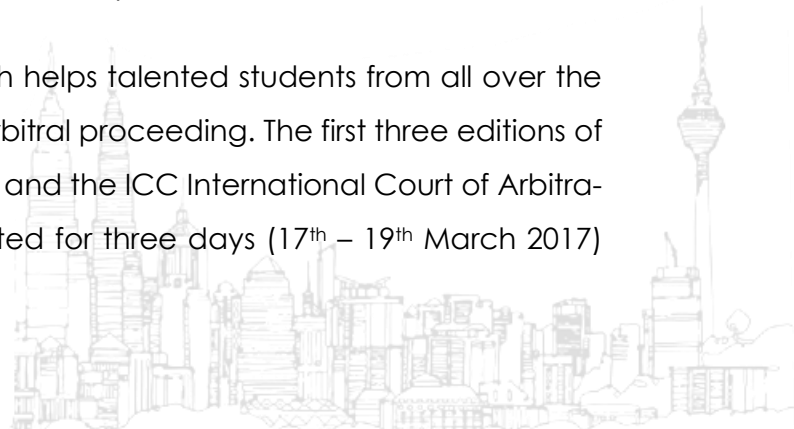 h helps talented students from all over the
bitral proceeding. The first three editions of
and the ICC International Court of Arbitra-
ted for three days (17th – 19th March 2017)